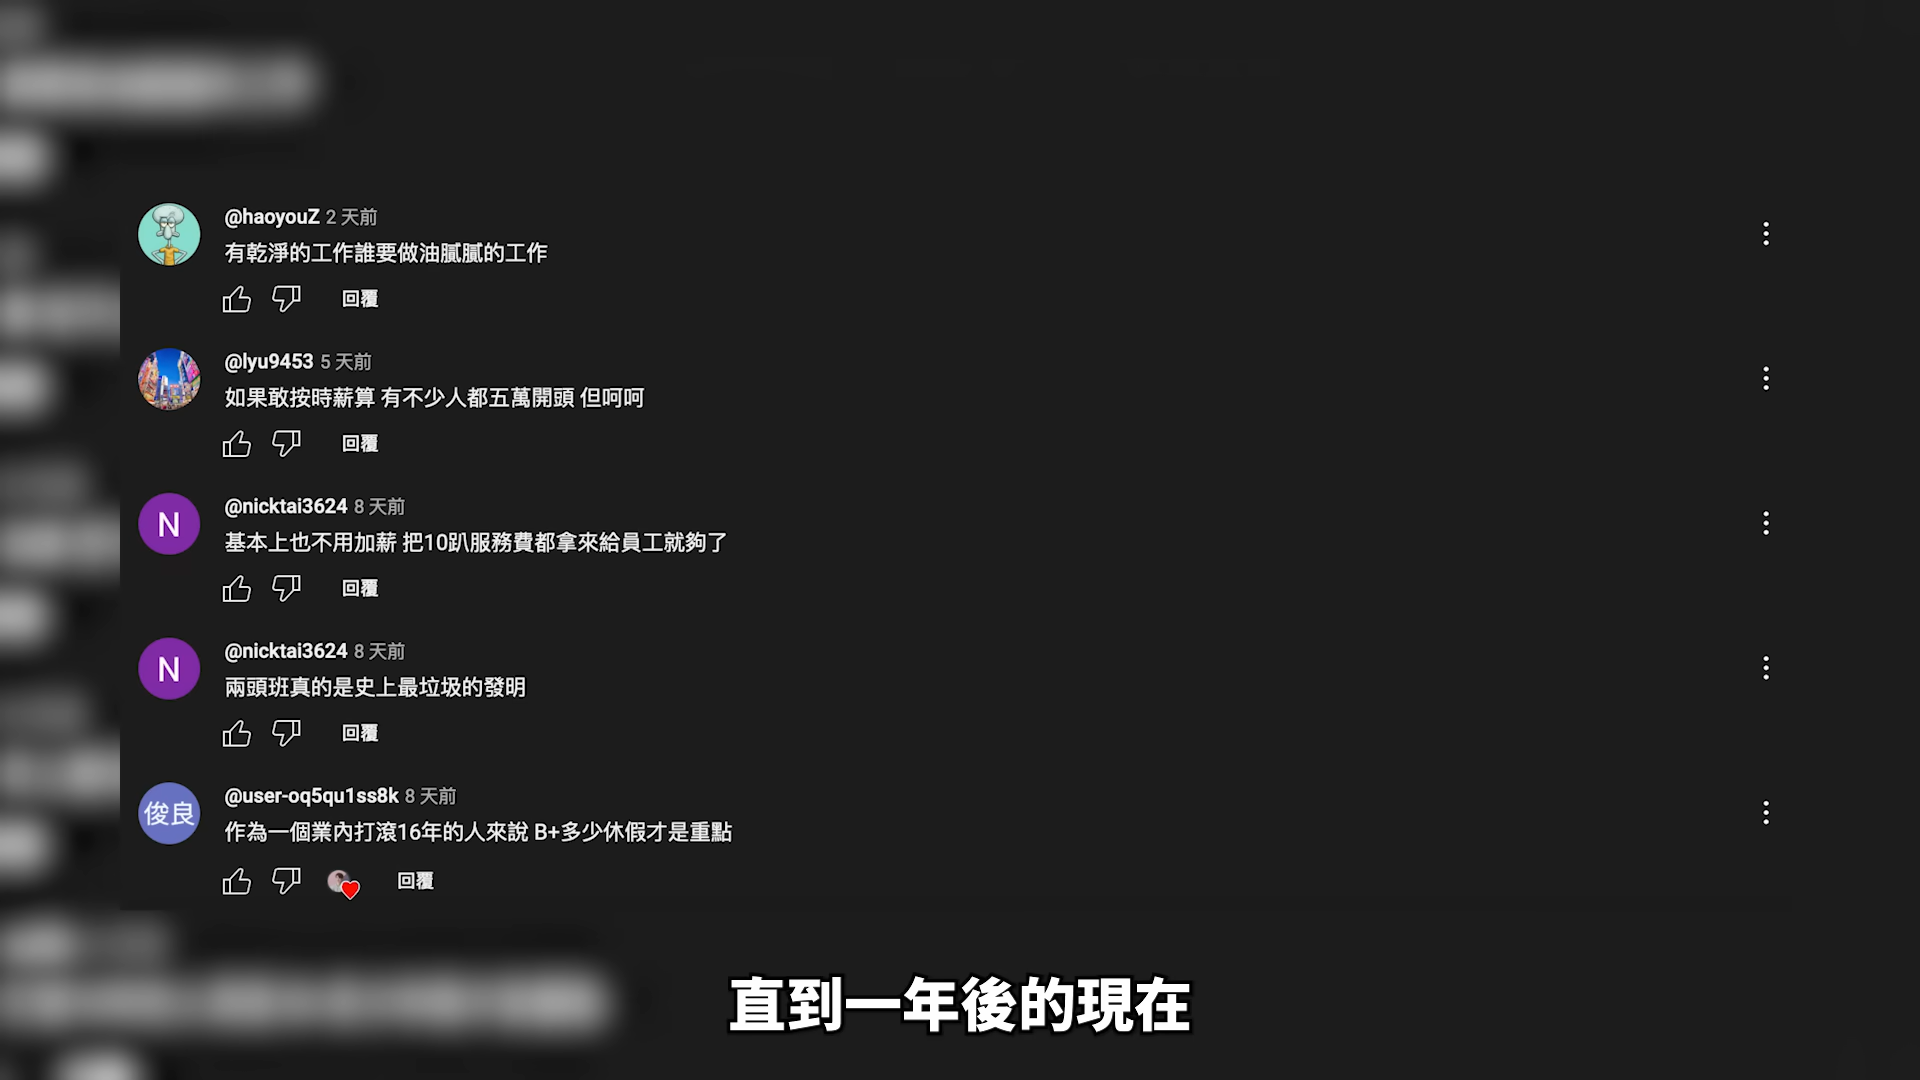 @haoyouZ 2 天前
有乾淨的工作誰要做油膩膩的工作
回覆
@lyu9453 5 天前
如果敢按時薪算 有不少人都五萬開頭 但呵呵
回覆
N
@nicktai3624 8 天前
基本上也不用加薪 把10趴服務費都拿來給員工就夠了
回覆
N
@nicktai3624 8 天前
兩頭班真的是史上最垃圾的發明
回覆
俊良
@user-oq5qu1ss8k 8 天前
作為一個業內打滾16年的人來說 B+多少休假才是重點
回覆
直到一年後的現在